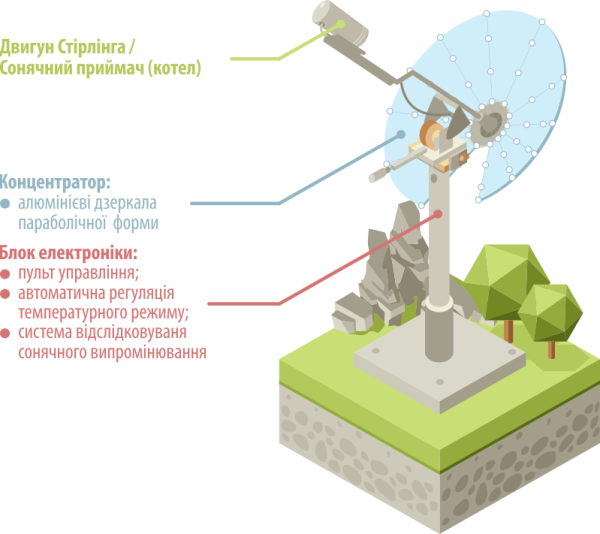 Двигун Стірлінга /
Сонячний приймач (котел)
Концентратор:
● алюмінієві дзеркала
параболічної форми
Блок електроніки:
● пульт управління;
● автоматична регуляція
температурного режиму;
● система відслідковуваня
сонячного випромінювання